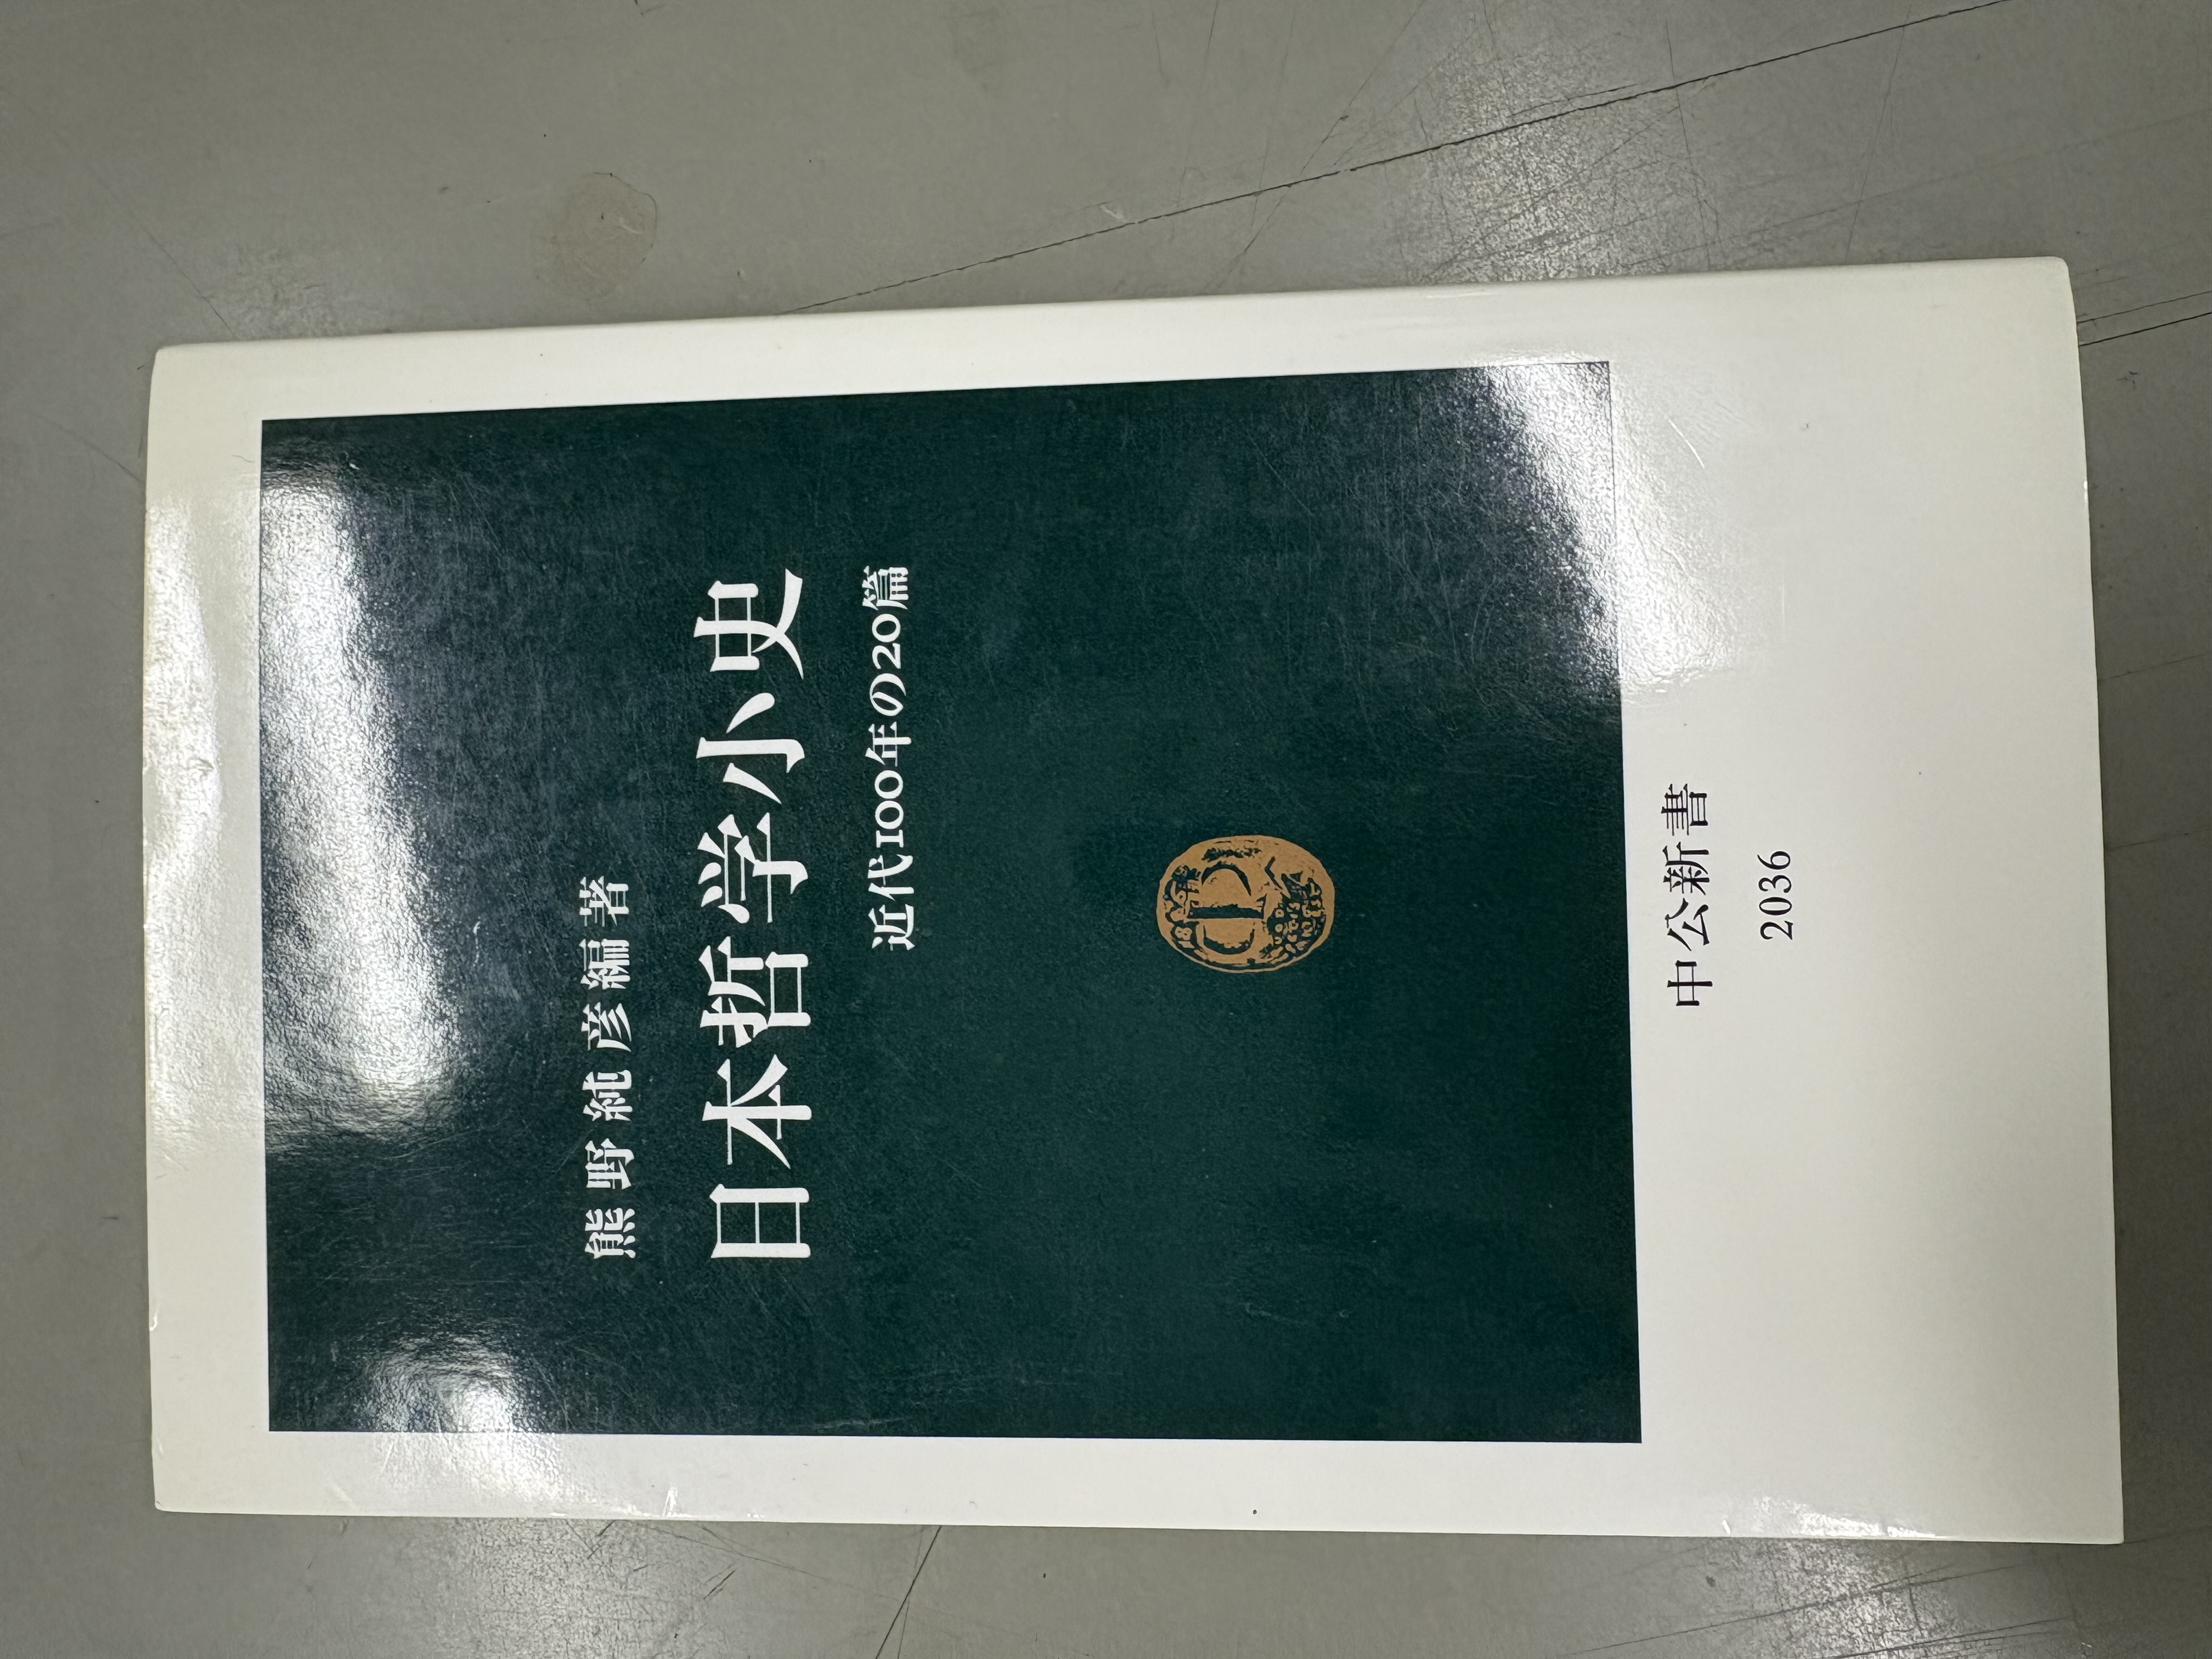 熊野純彦編著
日本哲学小史
近代100年の20篇
中公新書
2036